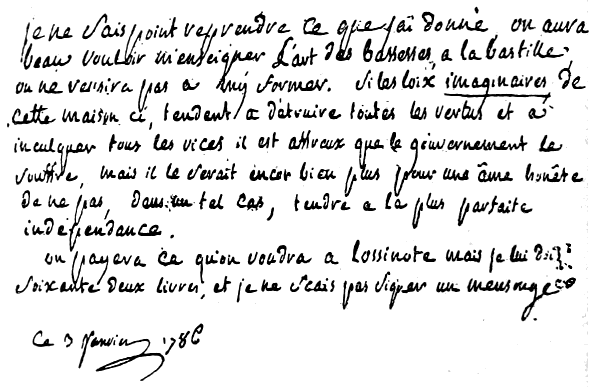 je ne sais point reprendre ce que j'ai donné, on aura
beau vouloir m'enseigner L'art des bassesses, a la bastille,
on ne reussira pas a m'ÿ former. Si les loix imaginaires de
cette maison ci, tendent a détruire toutes les vertus et a
inculquer tous les vices il est affreux que le gouvernement le
souffre, mais il le serait encor bien plus pour une âme honête
de ne pas, dans un tel cas, tendre a la plus parfaite
indépendance.
on payera ce qu'on voudra a Lossinote mais je lui dois
soixante deux livres, et je ne scais pas signer un mensonge
Ce 3 Janvier 1786